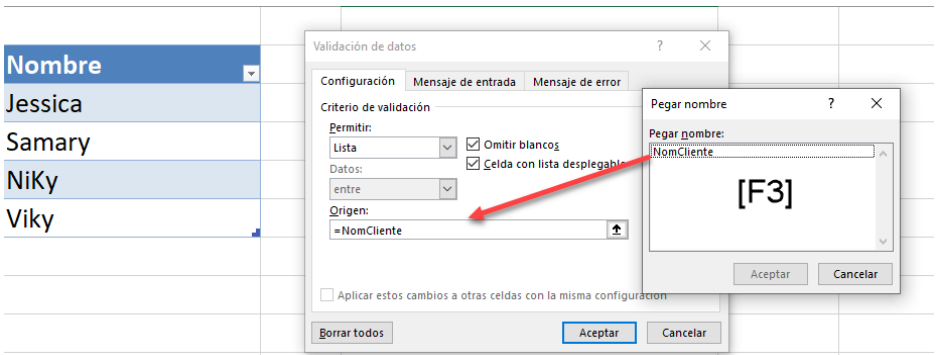 Nombre
Jessica
Samary
NiKy
Viky
Validación de datos ? ×
Configuración Mensaje de entrada Mensaje de error
Criterio de validación
Permitir:
Lista
Omitir blancos
Celda con lista desplegable
Datos:
entre
Origen:
=NomCliente
Aplicar estos cambios a otras celdas con la misma configuración
Borrar todos Aceptar Cancelar
Pegar nombre ? ×
Pegar nombre:
NomCliente
[F3]
Aceptar Cancelar